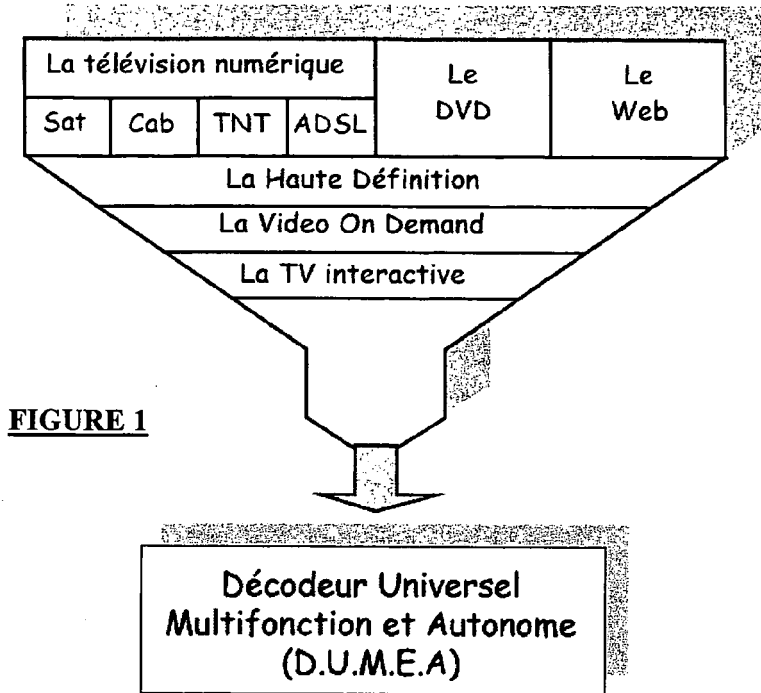 La télévision numérique
Sat Cab TNT ADSL
Le
DVD
Le
Web
La Haute Définition
La Video On Demand
La TV interactive
FIGURE 1
Décodeur Universel
Multifonction et Autonome
(D.U.M.E.A)